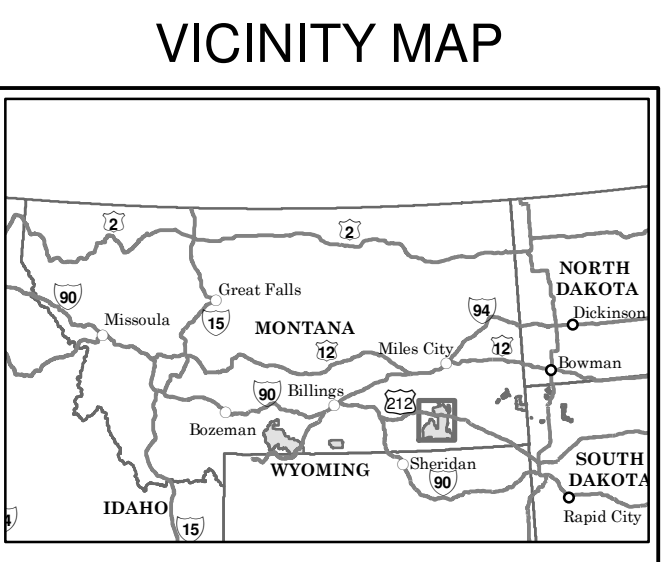 VICINITY MAP
2
2
NORTH
DAKOTA
90
Great Falls
94
Dickinson
Missoula
15
MONTANA
12
Miles City
12
Bowman
90
Billings
212
Bozeman
WYOMING
Sheridan
SOUTH
DAKOTA
90
IDAHO
Rapid City
15